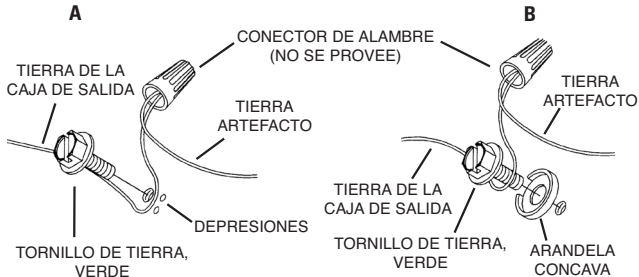 A
B
CONECTOR DE ALAMBRE
(NO SE PROVEE)
TIERRA DE LA
CAJA DE SALIDA
TIERRA
ARTEFACTO
DEPRESIONES
TORNILLO DE TIERRA,
VERDE
TIERRA
ARTEFACTO
TIERRA DE LA
CAJA DE SALIDA
TORNILLO DE TIERRA,
VERDE
ARANDELA
CONCAVA